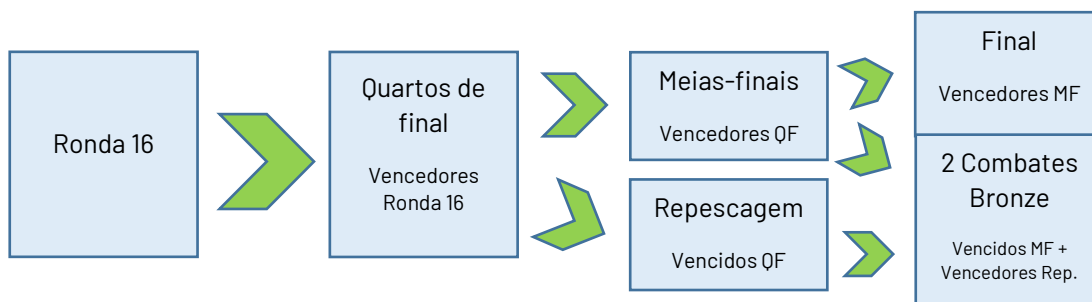 Ronda 16
Quartos de
final
Vencedores
Ronda 16
Meias-finais
Vencedores QF
Repescagem
Vencidos QF
Final
Vencedores MF
2 Combates
Bronze
Vencidos MF +
Vencedores Rep.